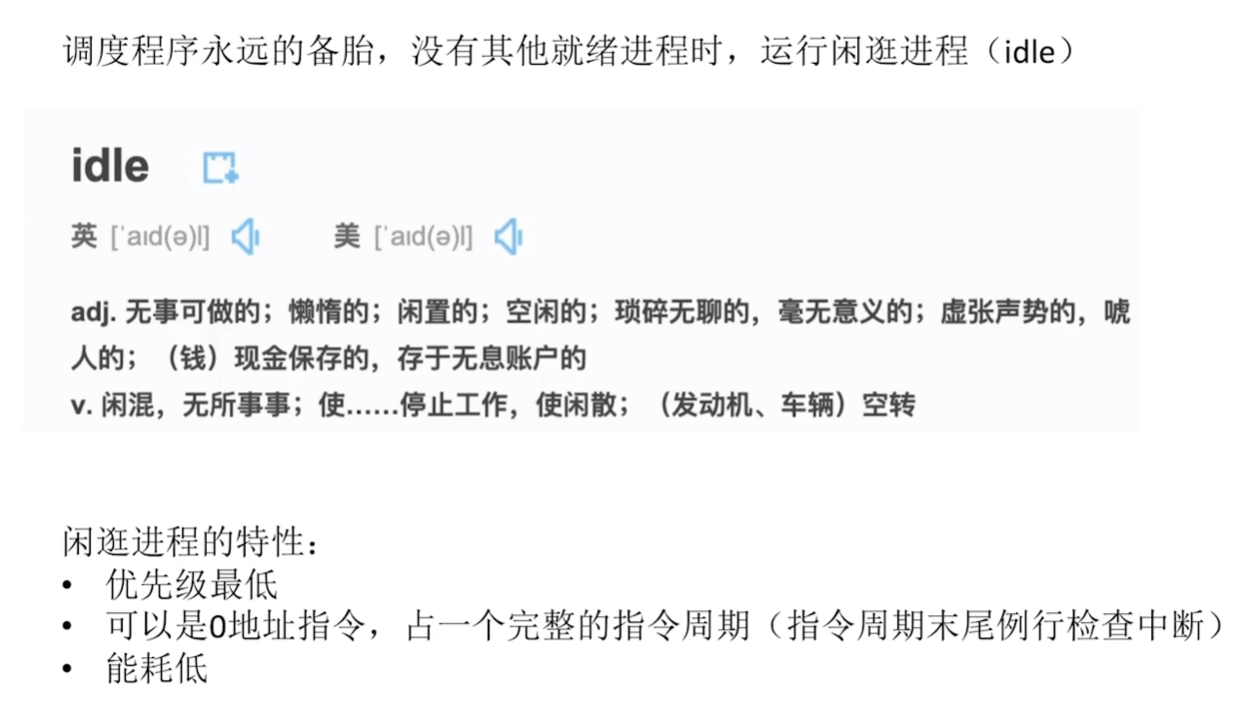 调度程序永远的备胎，没有其他就绪进程时，运行闲逛进程（idle）
idle
英 [ˈaɪd(ə)l] 美 [ˈaɪd(ə)l]
adj. 无事可做的；懒惰的；闲置的；空闲的；琐碎无聊的，毫无意义的；虚张声势的，唬
人的；（钱）现金保存的，存于无息账户的
v. 闲混，无所事事；使……停止工作，使闲散；（发动机、车辆）空转
闲逛进程的特性：
• 优先级最低
• 可以是0地址指令，占一个完整的指令周期（指令周期末尾例行检查中断）
• 能耗低